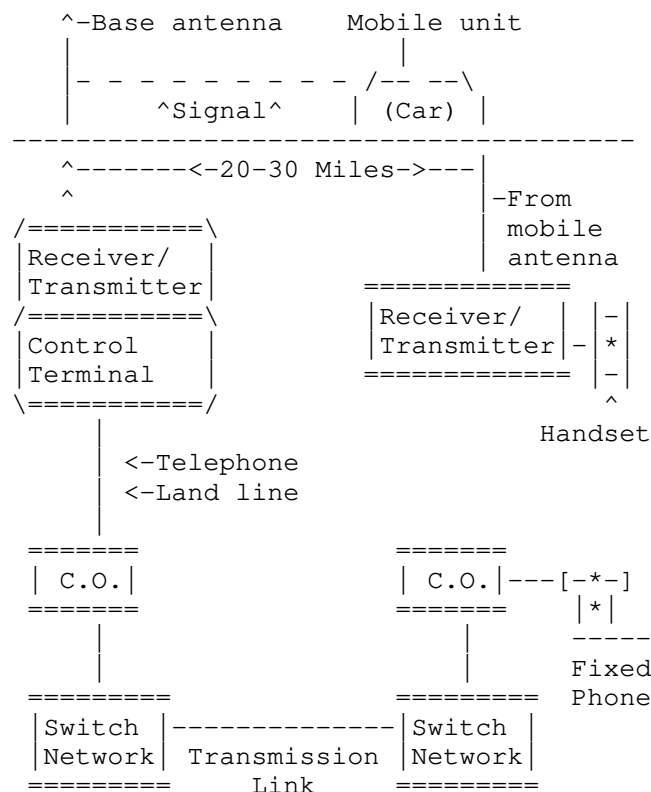 ^-Base antenna    Mobile unit
|                  |
|- - - - - - - - - - /-- --\
|     ^Signal^    | (Car) |
--------------------------------------
^-------<-20-30 Miles->---|
^                         |-From
/===========\             | mobile
|Receiver/  |             | antenna
|Transmitter|        =============
/===========\        |Receiver/  | |-|
|Control    |        |Transmitter|-|*|
|Terminal   |        ============= |-|
\===========/                       ^
|                            Handset
| <-Telephone
| <-Land line
|
=======               =======
| C.O.|               | C.O.|---[-*-]
=======               =======    |*|
|                     |     -----
|                     |     Fixed
=========             ========= Phone
|Switch |--------------|Switch |
|Network| Transmission |Network|
=========     Link     =========